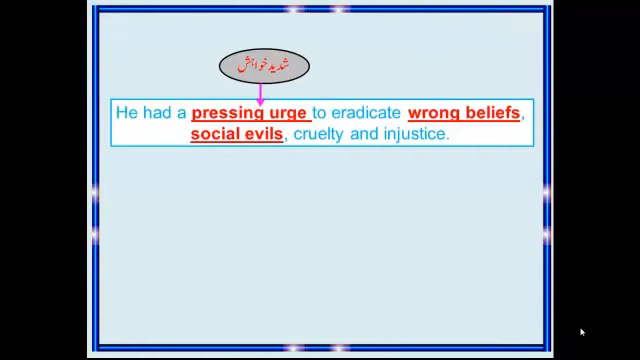 شدید خواہش
He had a pressing urge to eradicate wrong beliefs,
social evils, cruelty and injustice.